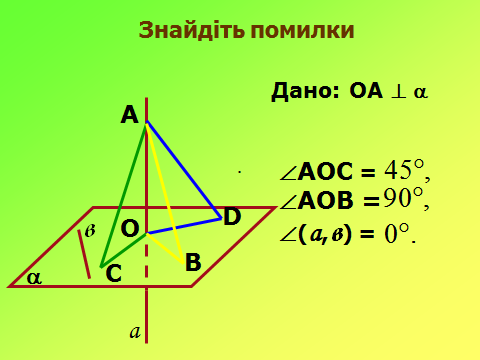 Знайдіть помилки
Дано: ОА ⊥ α
A
∠АОС = 45°,
∠АОВ = 90°,
∠(a, в) = 0°.
в
O
D
B
C
α
a